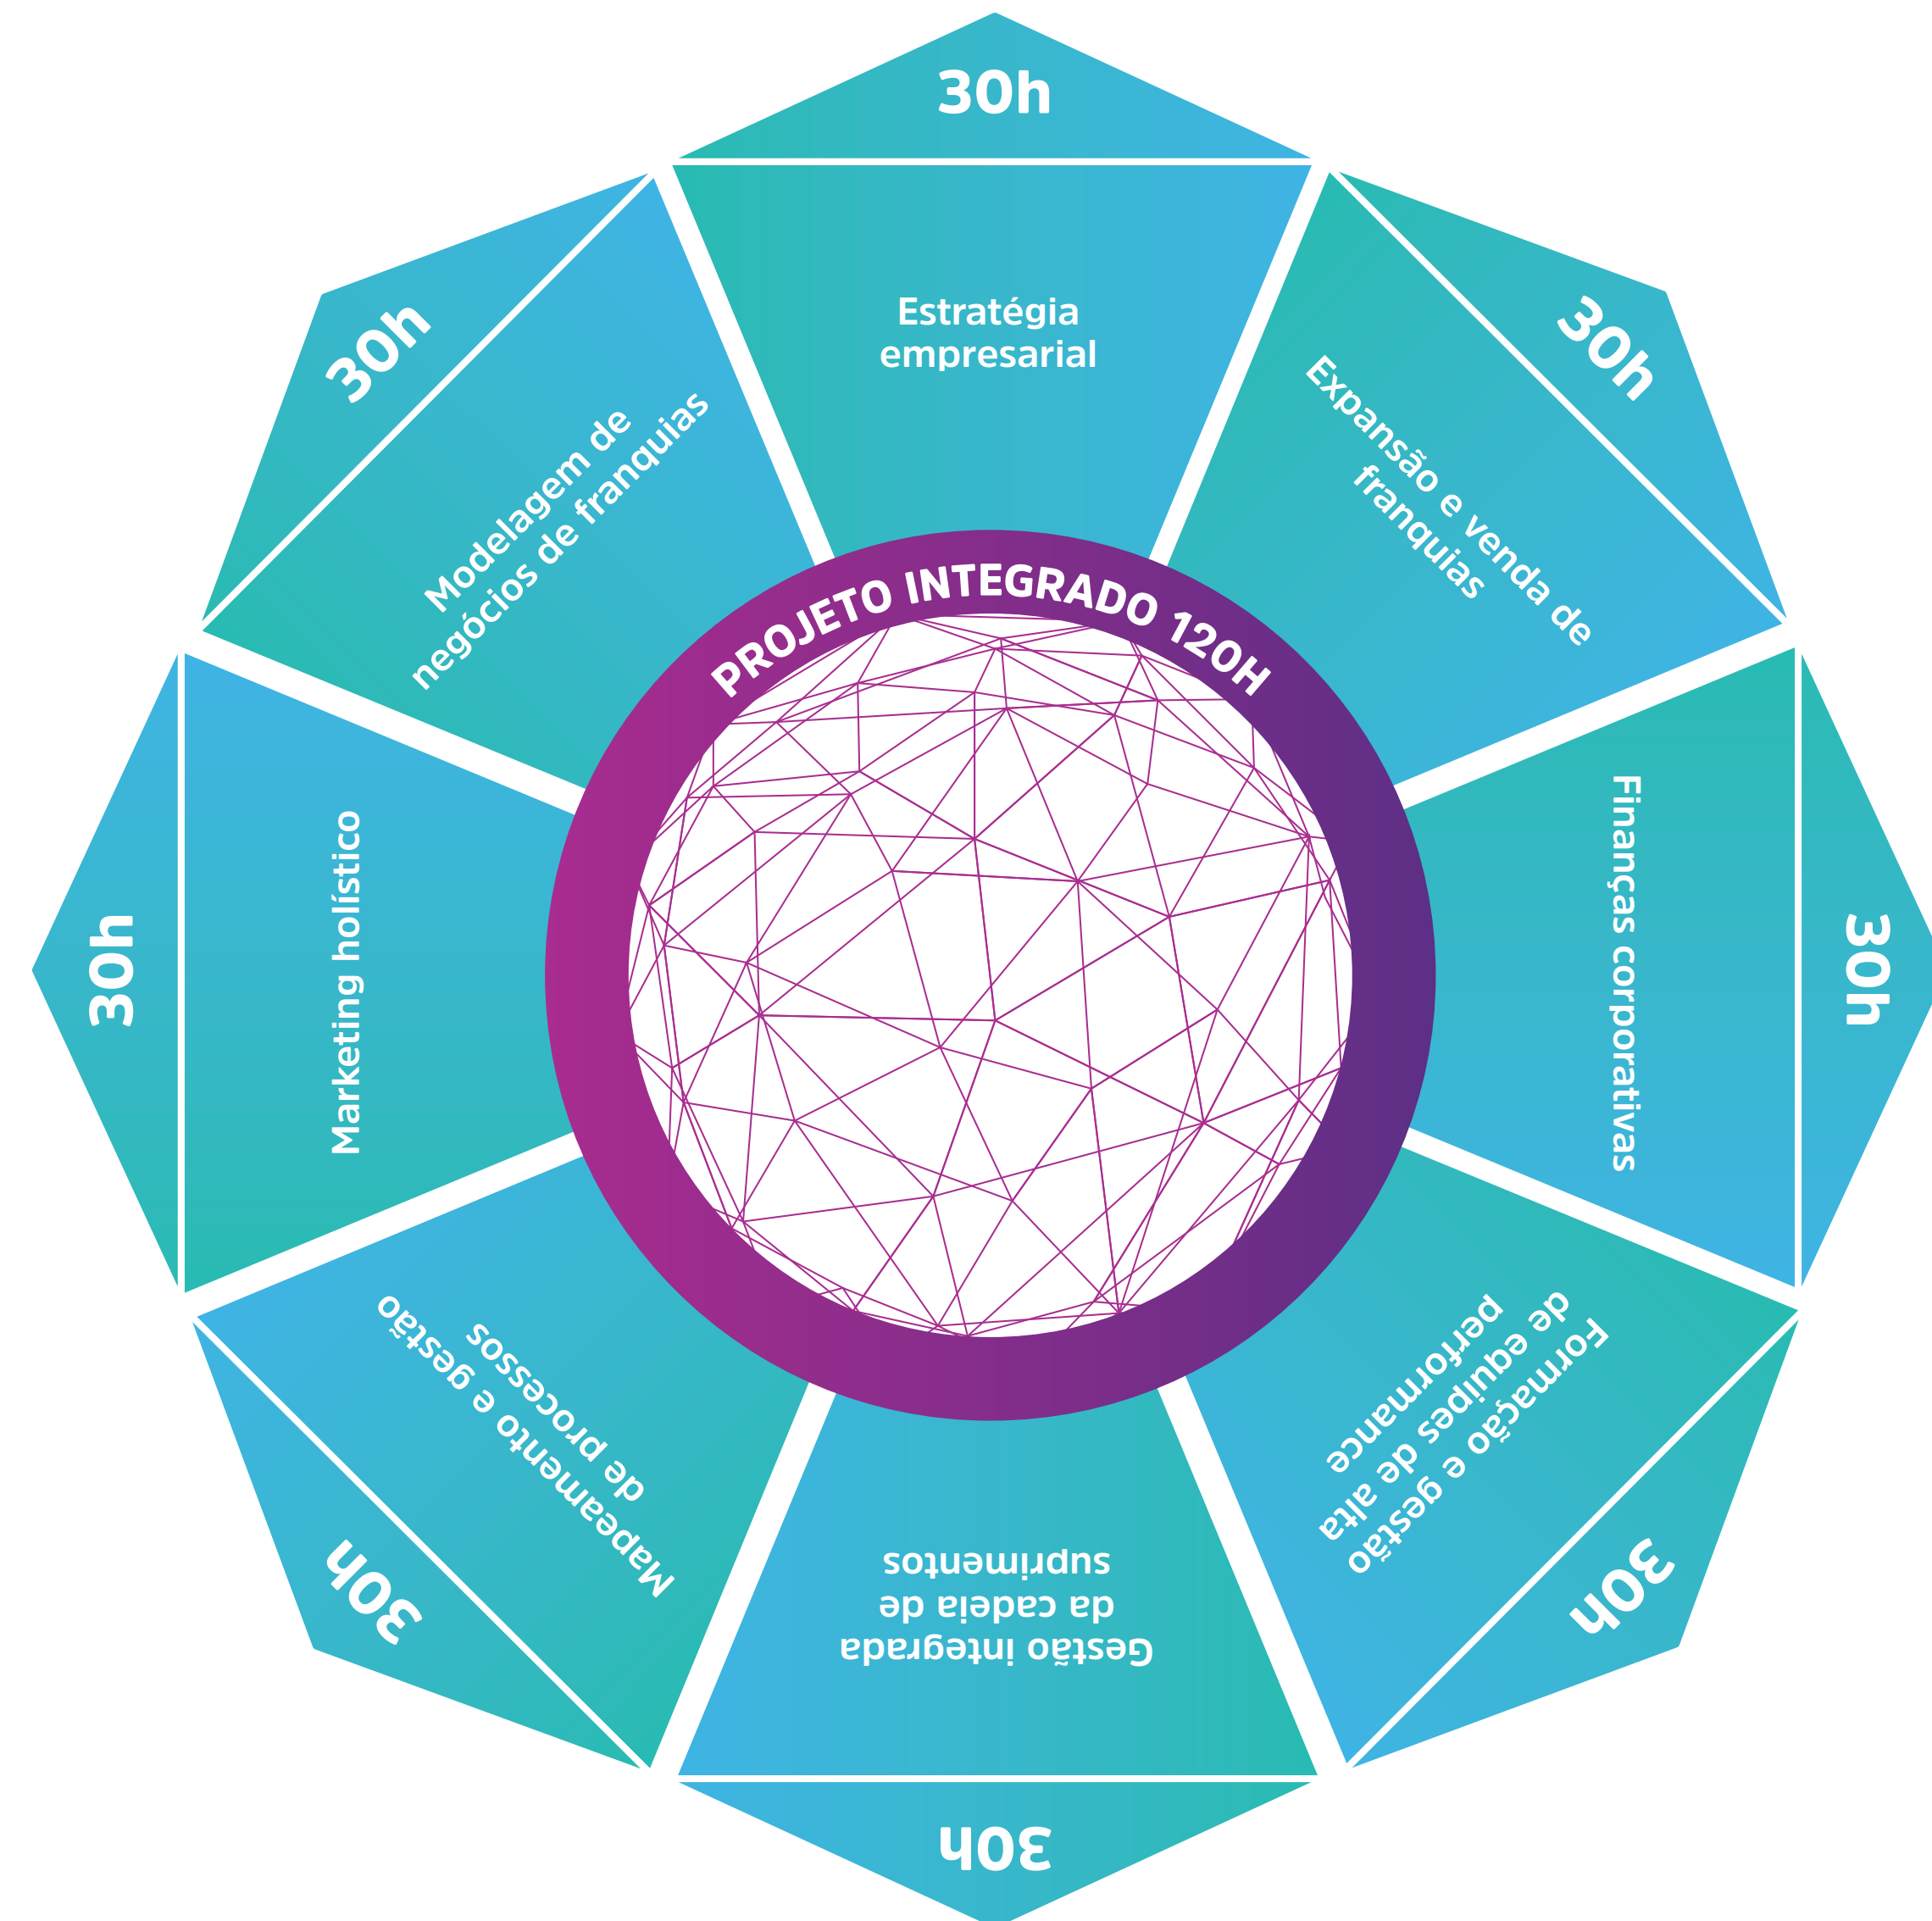 30h
Estratégia
empresarial
30h
Expansão e venda de
franquias
30h
Finanças corporativas
30h
Formação e gestão
de equipes de alta
performance
30h
Gestão integrada
da cadeia de
suprimentos
30h
Mapeamento e gestão
de processos
30h
Marketing holístico
30h
Modelagem de
negócios de franquias
PROJETO INTEGRADO 120H